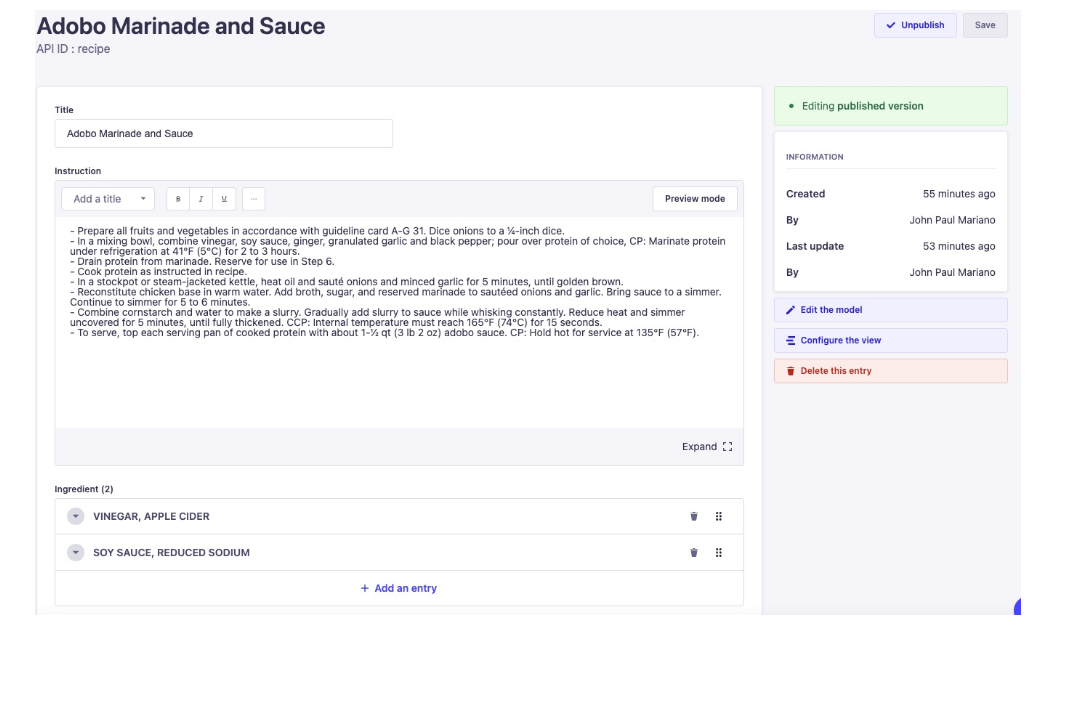 Adobo Marinade and Sauce
API ID : recipe
Unpublish
Save
Title
Adobo Marinade and Sauce
Instruction
Add a title
B
I
U
...
Preview mode
- Prepare all fruits and vegetables in accordance with guideline card A-G 31. Dice onions to a ¼-inch dice.
- In a mixing bowl, combine vinegar, soy sauce, ginger, granulated garlic and black pepper; pour over protein of choice, CP: Marinate protein
under refrigeration at 41°F (5°C) for 2 to 3 hours.
- Drain protein from marinade. Reserve for use in Step 6.
- Cook protein as instructed in recipe.
- In a stockpot or steam-jacketed kettle, heat oil and sauté onions and minced garlic for 5 minutes, until golden brown.
- Reconstitute chicken base in warm water. Add broth, sugar, and reserved marinade to sautéed onions and garlic. Bring sauce to a simmer.
Continue to simmer for 5 to 6 minutes.
- Combine cornstarch and water to make a slurry. Gradually add slurry to sauce while whisking constantly. Reduce heat and simmer
uncovered for 5 minutes, until fully thickened. CCP: Internal temperature must reach 165°F (74°C) for 15 seconds.
- To serve, top each serving pan of cooked protein with about 1-½ qt (3 lb 2 oz) adobo sauce. CP: Hold hot for service at 135°F (57°F).
Expand
Ingredient (2)
VINEGAR, APPLE CIDER
SOY SAUCE, REDUCED SODIUM
+ Add an entry
Editing published version
INFORMATION
Created 55 minutes ago
By John Paul Mariano
Last update 53 minutes ago
By John Paul Mariano
Edit the model
Configure the view
Delete this entry